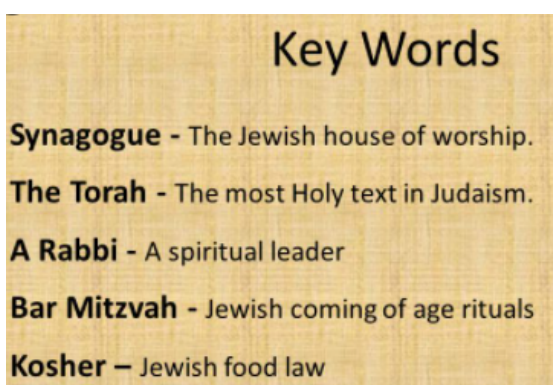 Key Words
Synagogue - The Jewish house of worship.
The Torah - The most Holy text in Judaism.
A Rabbi - A spiritual leader
Bar Mitzvah - Jewish coming of age rituals
Kosher – Jewish food law